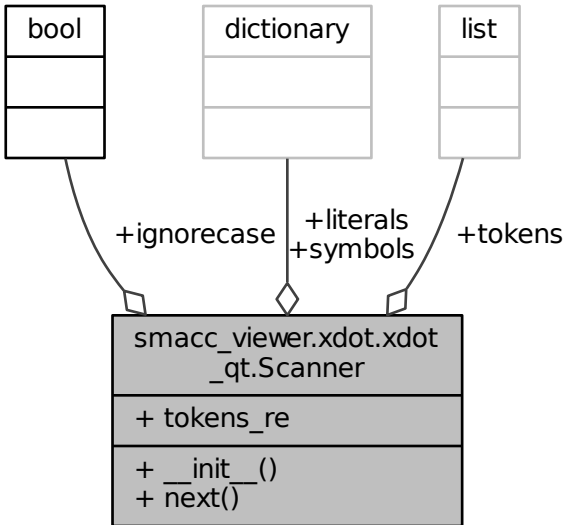 bool
dictionary
list
+ignorecase
+literals
+symbols
+tokens
smacc_viewer.xdot.xdot
_qt.Scanner
+ tokens_re
+ __init__()
+ next()